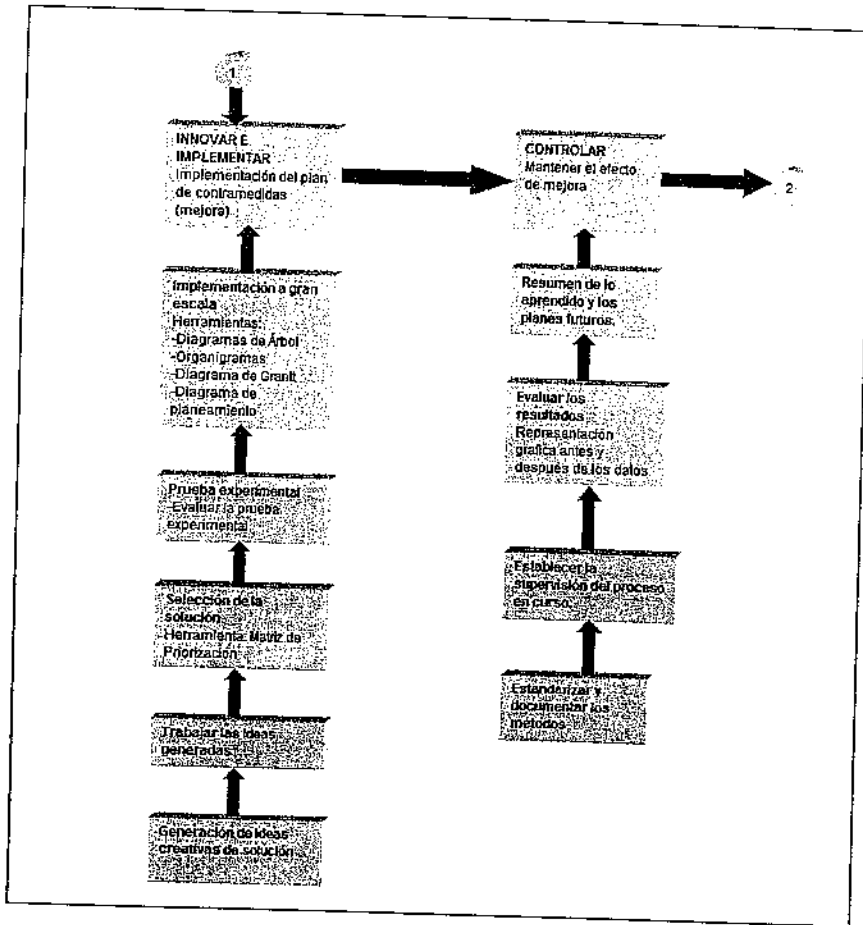 1
INNOVAR E
IMPLEMENTAR
Implementación del plan
de contramedidas
(mejora)
Implementación a gran
escala
Herramientas:
-Diagramas de Árbol
-Organigramas
-Diagrama de Grantt
-Diagrama de
planeamiento
Prueba experimental
-Evaluar la prueba
experimental
Selección de la
solución
-Herramienta: Matriz de
Priorización
Trabajar las ideas
generadas
Generación de ideas
creativas de solución
CONTROLAR
Mantener el efecto
de mejora
2
Resumen de lo
aprendido y los
planes futuros.
Evaluar los
resultados
-Representación
grafica antes y
después de los datos
Establecer la
supervisión del proceso
en curso.
Estandarizar y
documentar los
métodos